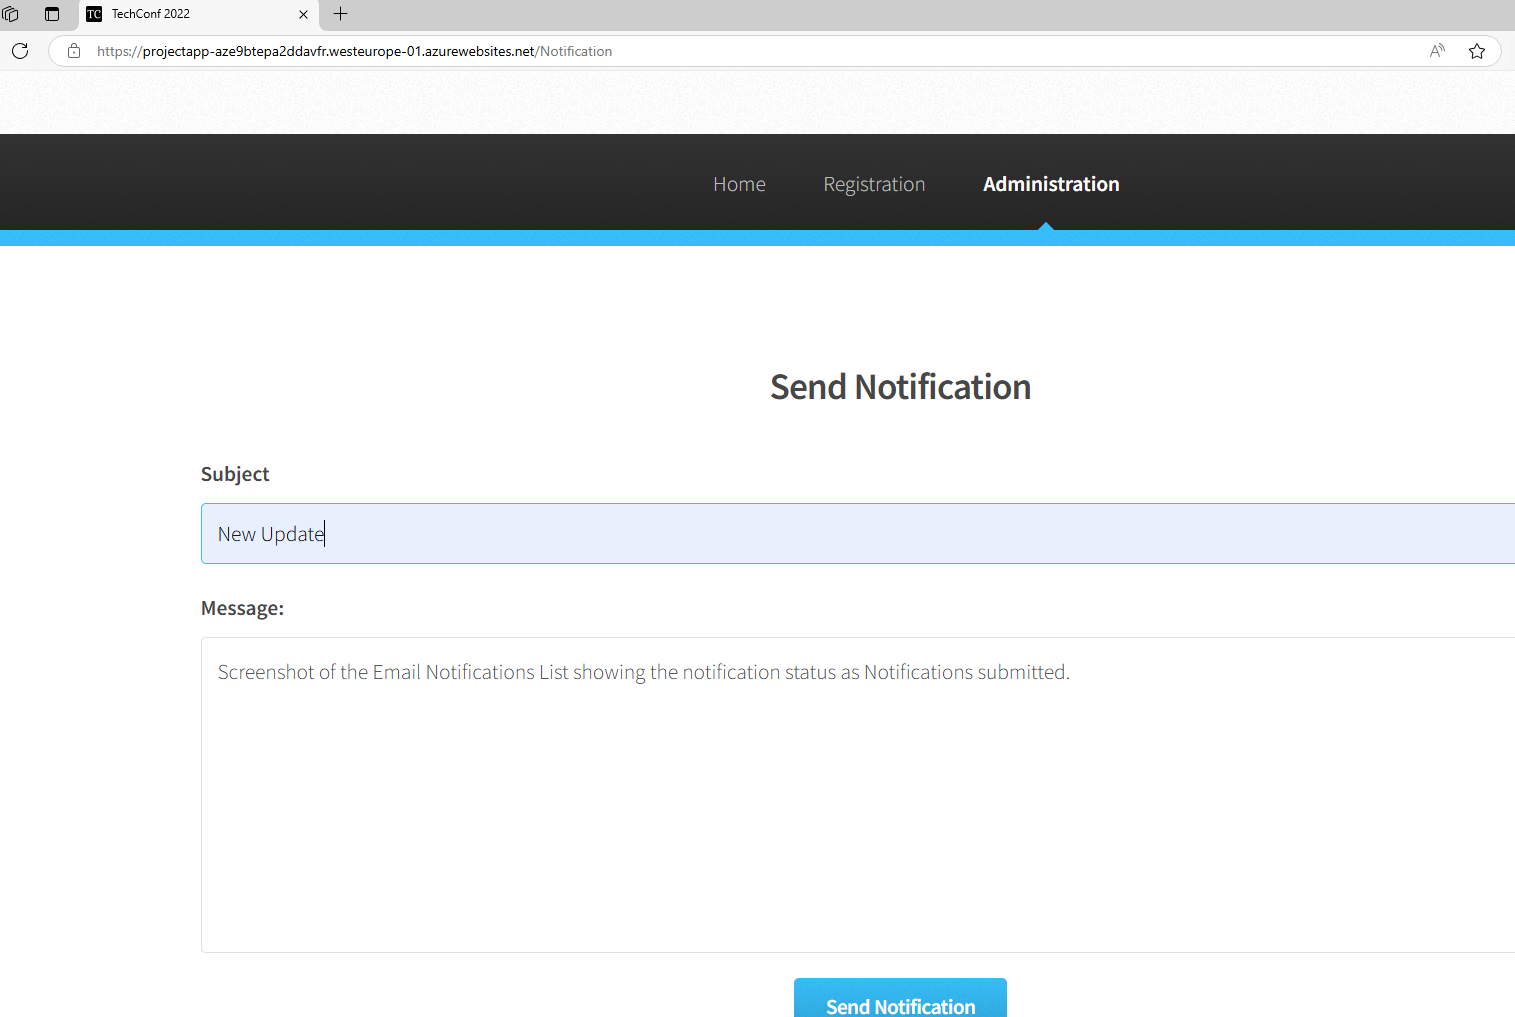 TC TechConf 2022
https://projectapp-aze9btepa2ddavfr.westeurope-01.azurewebsites.net/Notification
Home Registration Administration
Send Notification
Subject
New Update
Message:
Screenshot of the Email Notifications List showing the notification status as Notifications submitted.
Send Notification